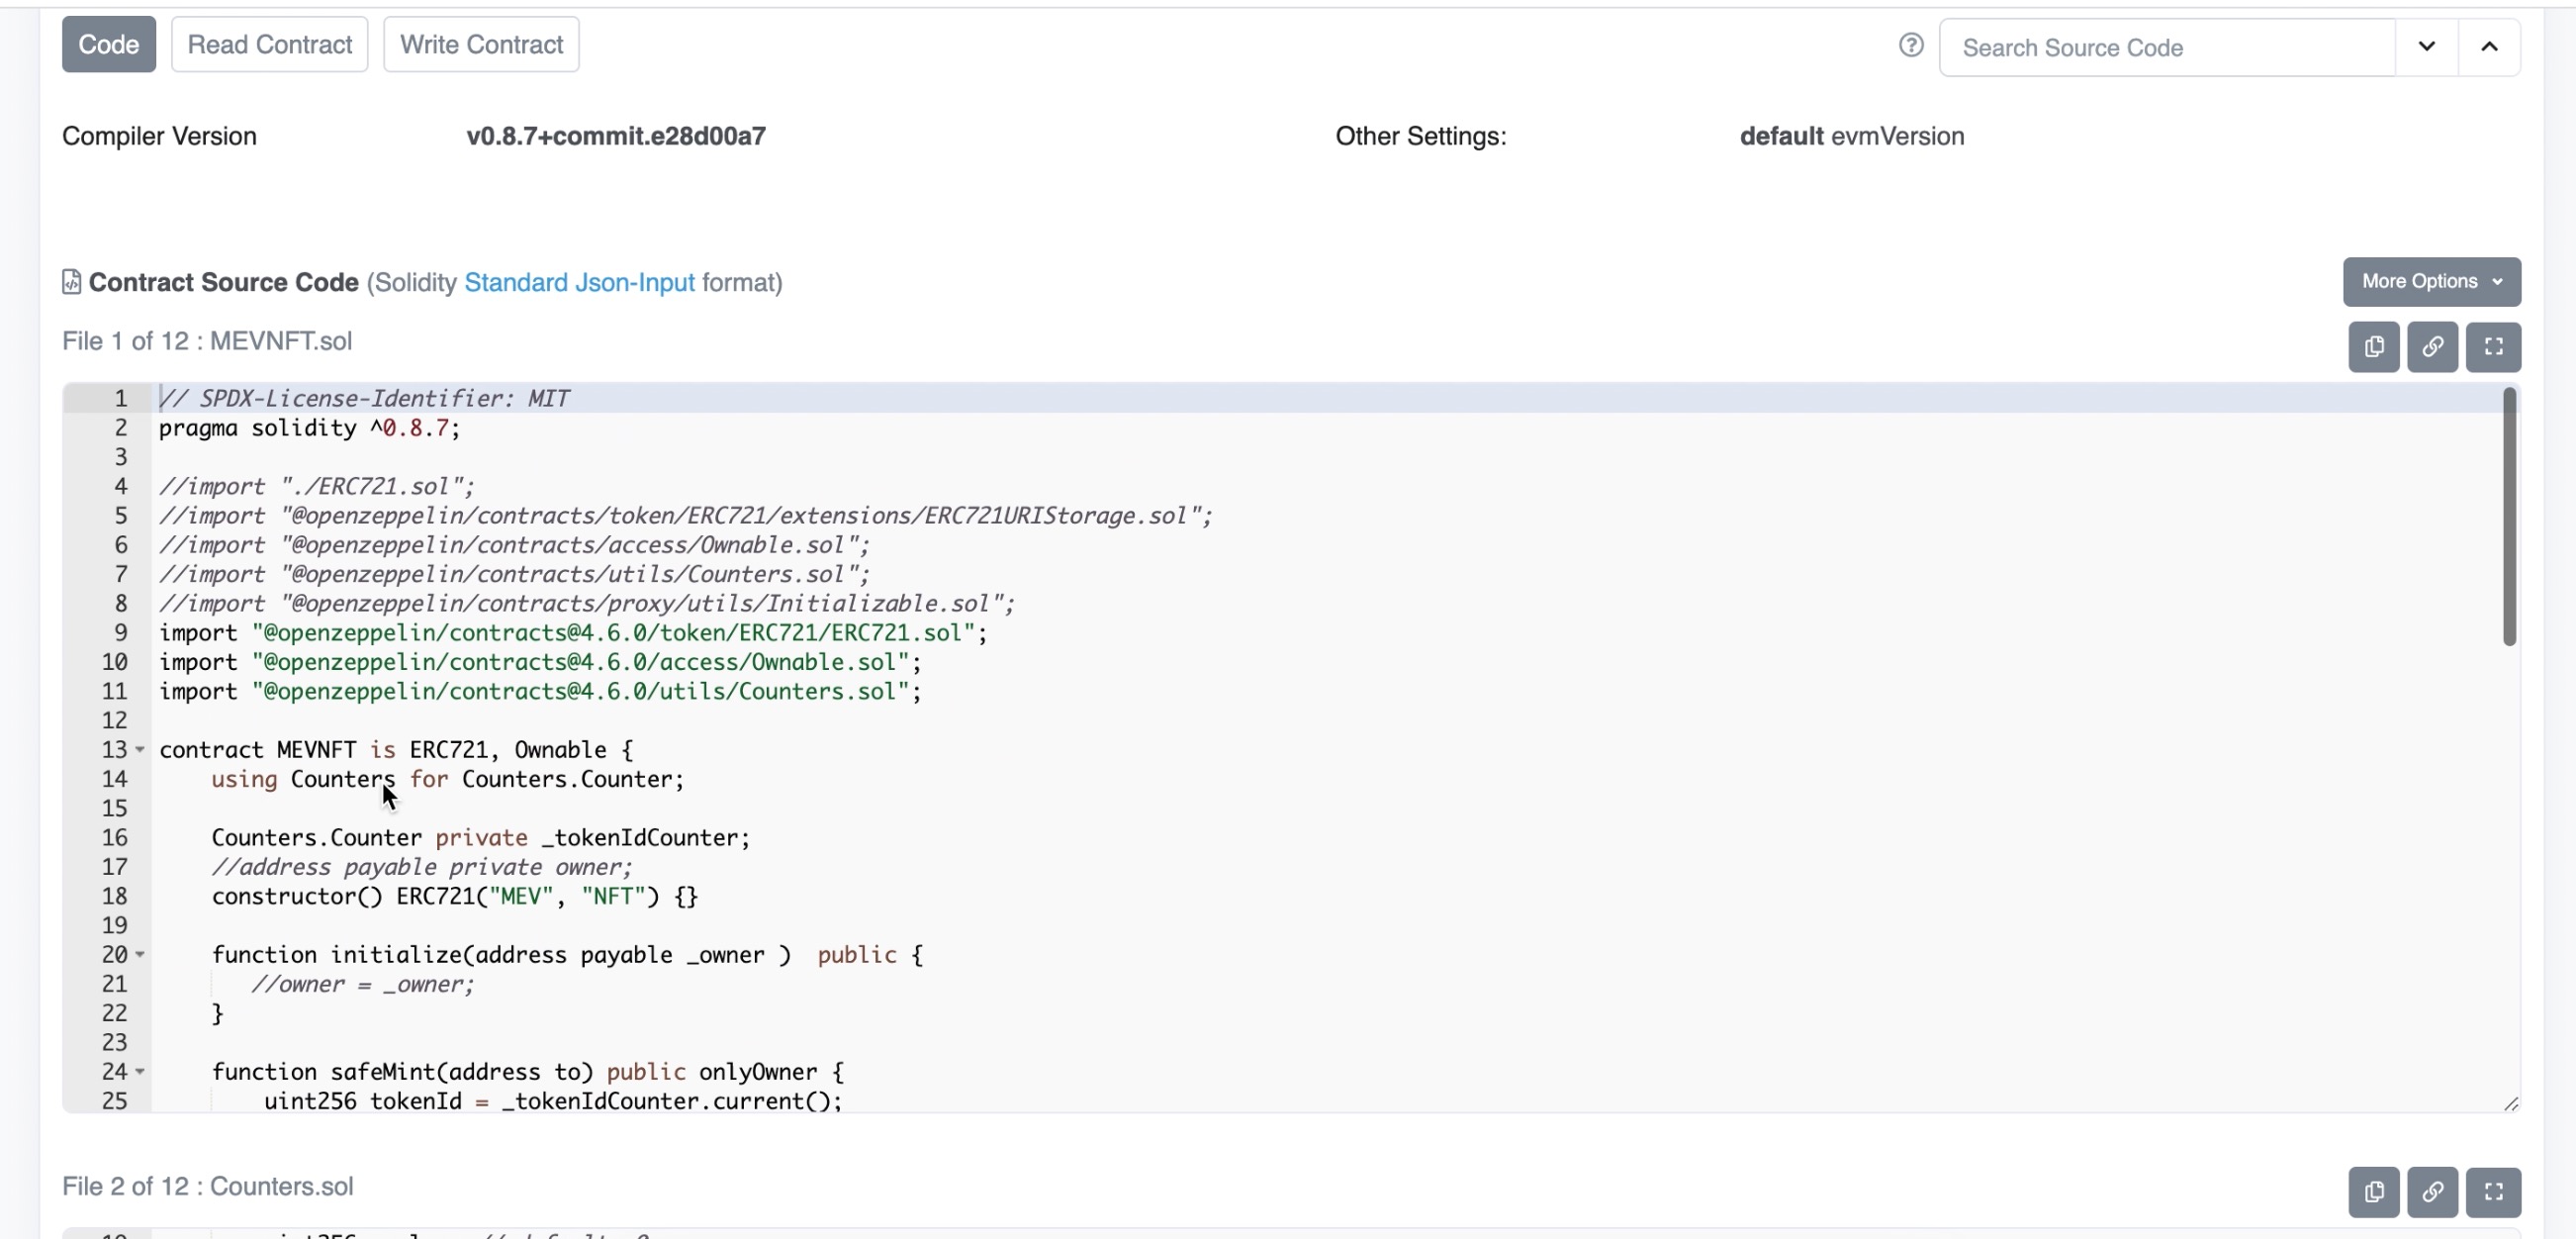 Code Read Contract Write Contract Search Source Code
Compiler Version v0.8.7+commit.e28d00a7 Other Settings: default evmVersion
Contract Source Code (Solidity Standard Json-Input format) More Options
File 1 of 12 : MEVNFT.sol
1 // SPDX-License-Identifier: MIT
2 pragma solidity ^0.8.7;
3
4 //import "./ERC721.sol";
5 //import "@openzeppelin/contracts/token/ERC721/extensions/ERC721URIStorage.sol";
6 //import "@openzeppelin/contracts/access/Ownable.sol";
7 //import "@openzeppelin/contracts/utils/Counters.sol";
8 //import "@openzeppelin/contracts/proxy/utils/Initializable.sol";
9 import "@openzeppelin/contracts@4.6.0/token/ERC721/ERC721.sol";
10 import "@openzeppelin/contracts@4.6.0/access/Ownable.sol";
11 import "@openzeppelin/contracts@4.6.0/utils/Counters.sol";
12
13 contract MEVNFT is ERC721, Ownable {
14 using Counters for Counters.Counter;
15
16 Counters.Counter private _tokenIdCounter;
17 //address payable private owner;
18 constructor() ERC721("MEV", "NFT") {}
19
20 function initialize(address payable _owner ) public {
21 //owner = _owner;
22 }
23
24 function safeMint(address to) public onlyOwner {
25 uint256 tokenId = _tokenIdCounter.current();
File 2 of 12 : Counters.sol